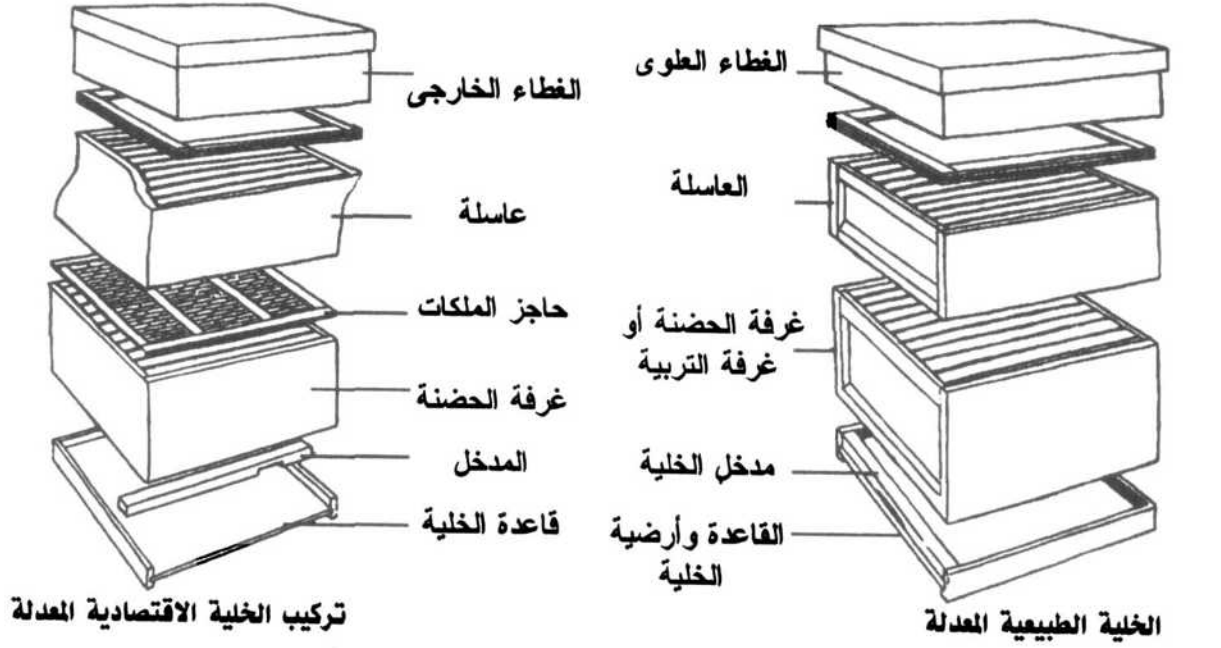 الغطاء العلوى
العاسلة
غرفة الحضنة أو
غرفة التربية
مدخل الخلية
القاعدة وأرضية
الخلية
الخلية الطبيعية المعدلة
الغطاء الخارجى
عاسلة
حاجز الملكات
غرفة الحضنة
المدخل
قاعدة الخلية
تركيب الخلية الاقتصادية المعدلة